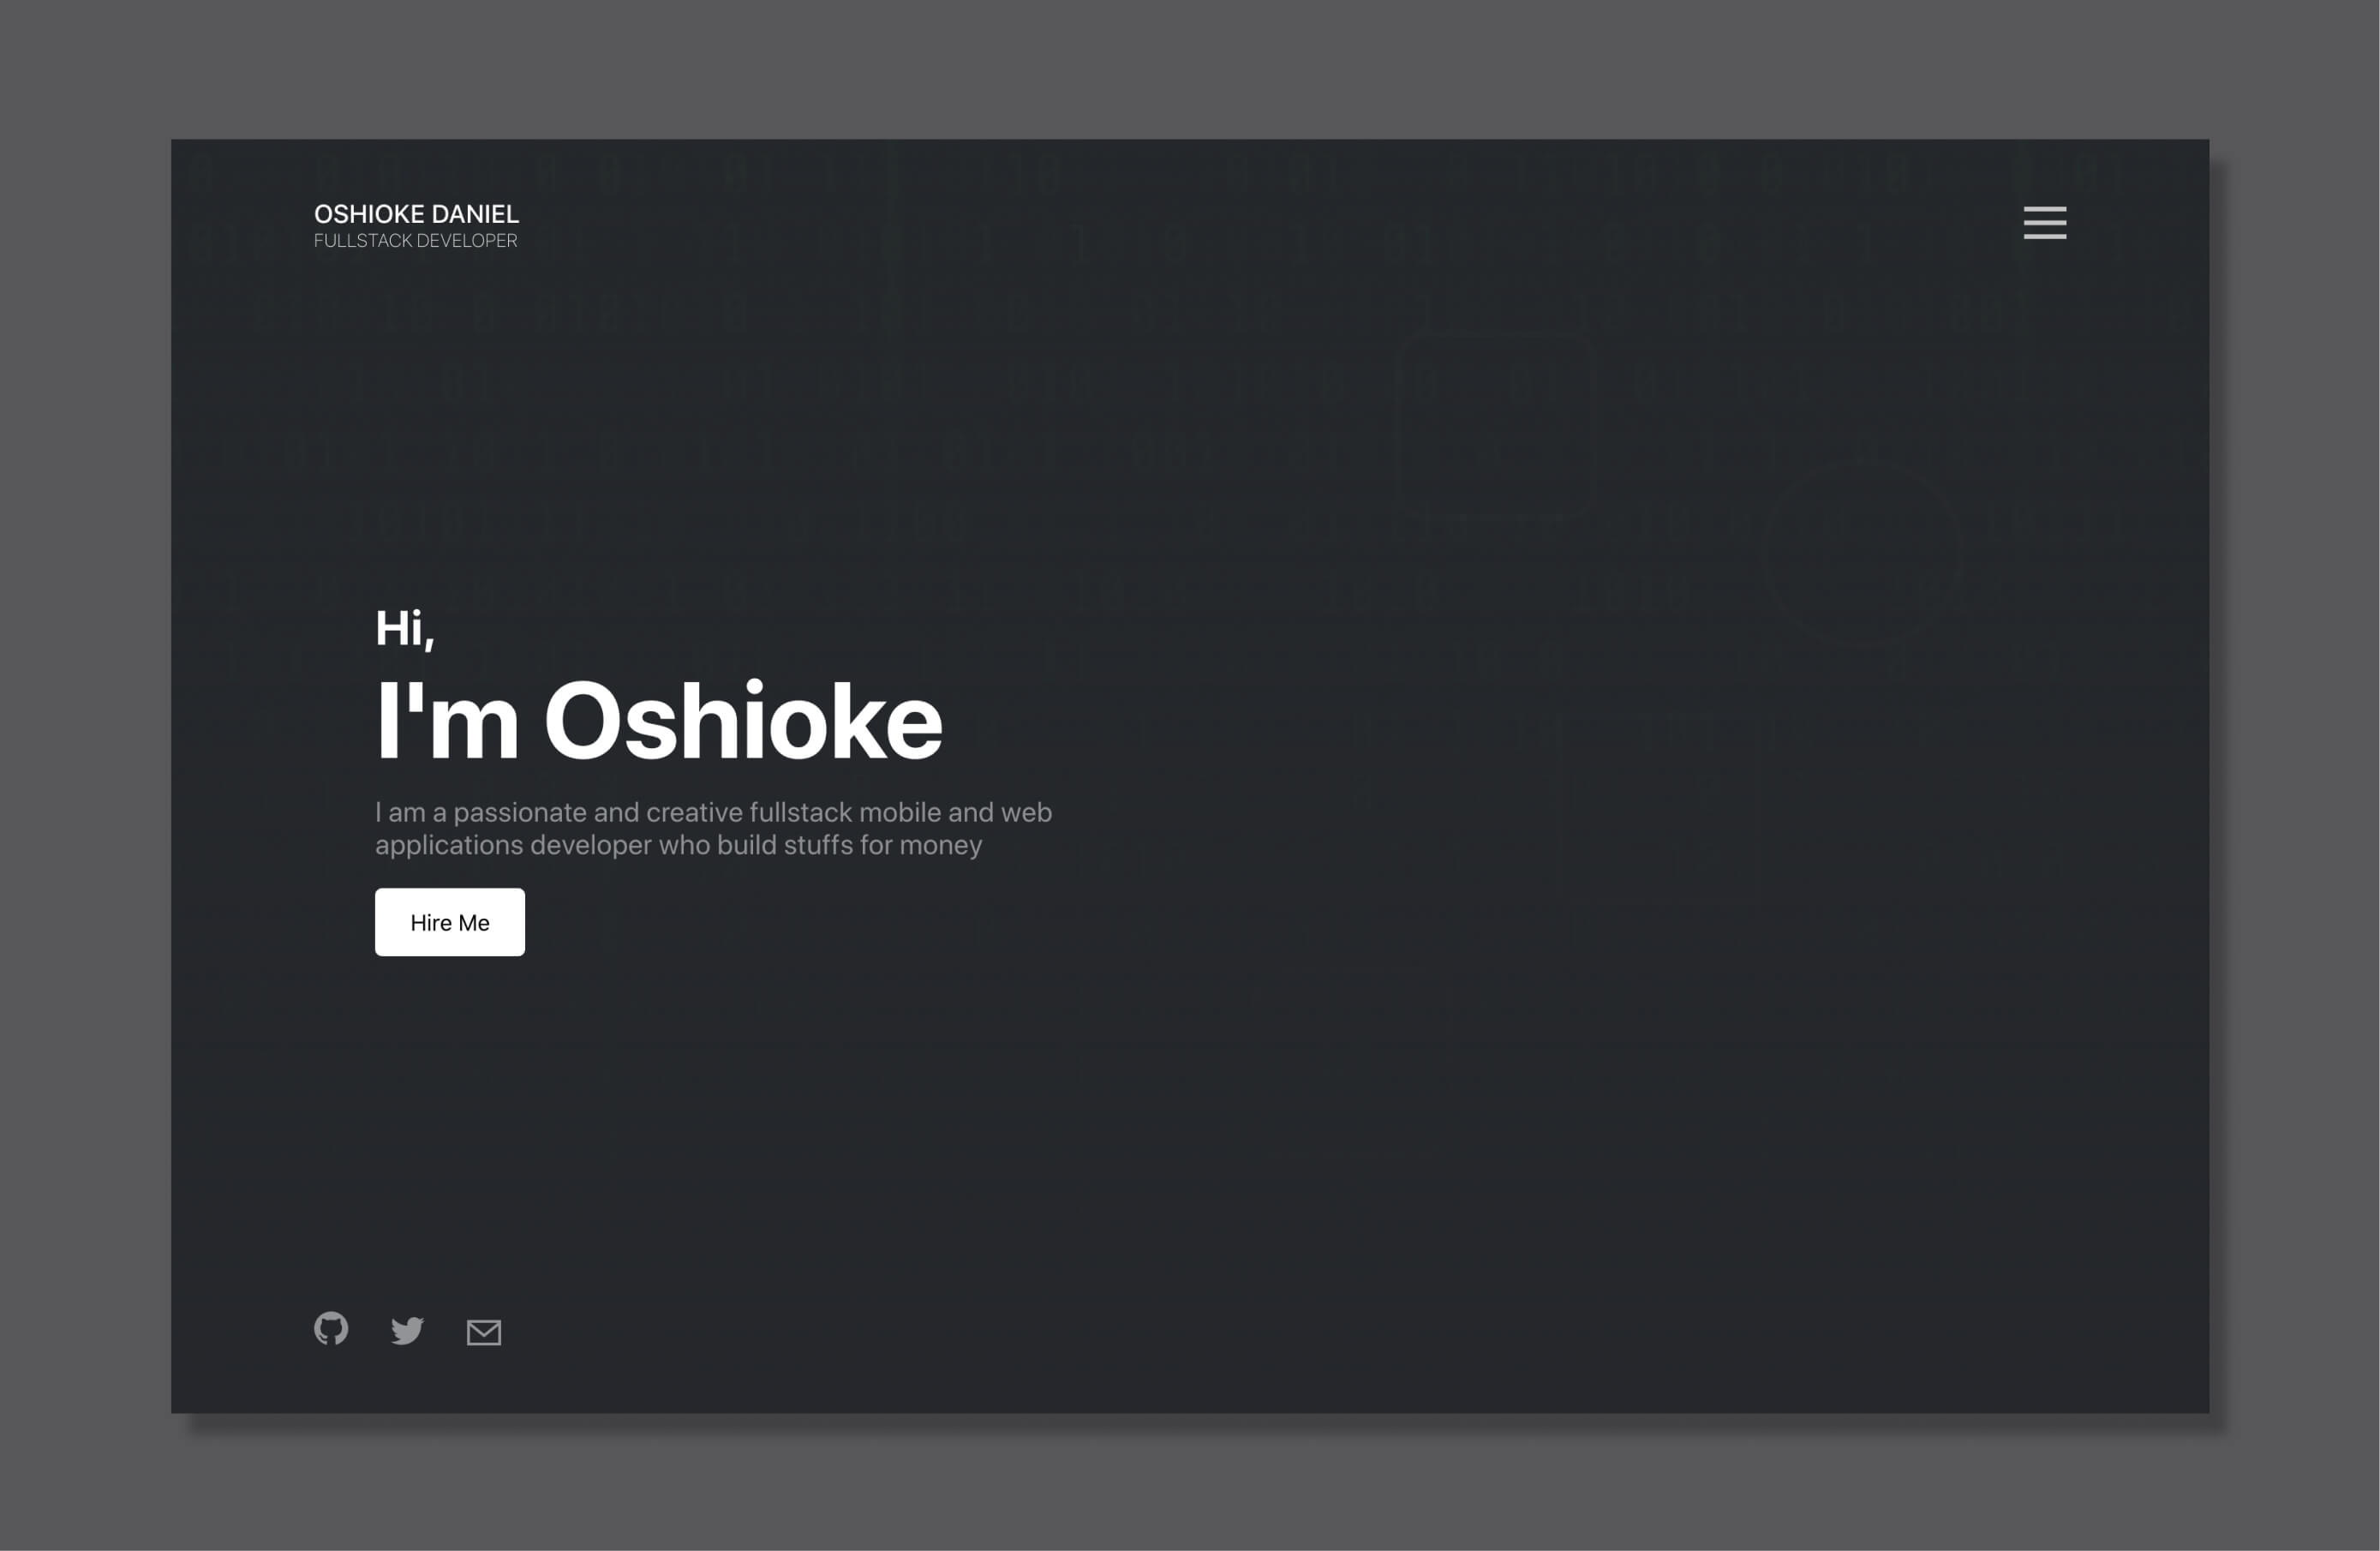 OSHIOKE DANIEL
FULLSTACK DEVELOPER
Hi,
I'm Oshioke
I am a passionate and creative fullstack mobile and web
applications developer who build stuffs for money
Hire Me